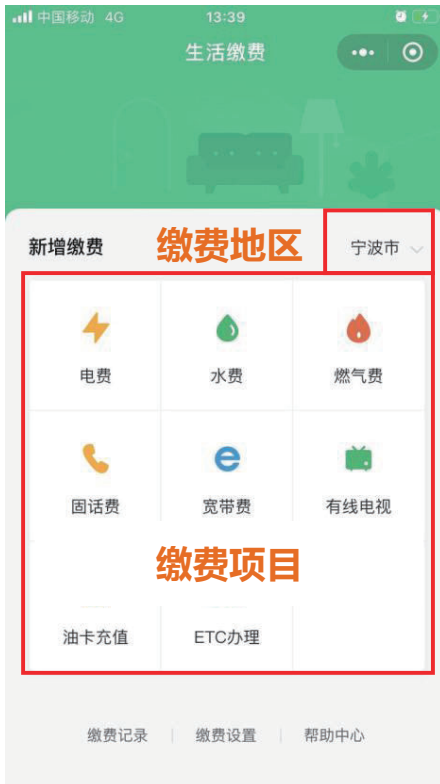 中国移动 4G 13:39
生活缴费
新增缴费 缴费地区 宁波市
电费 水费 燃气费
固话费 宽带费 有线电视
缴费项目
油卡充值 ETC办理
缴费记录 缴费设置 帮助中心